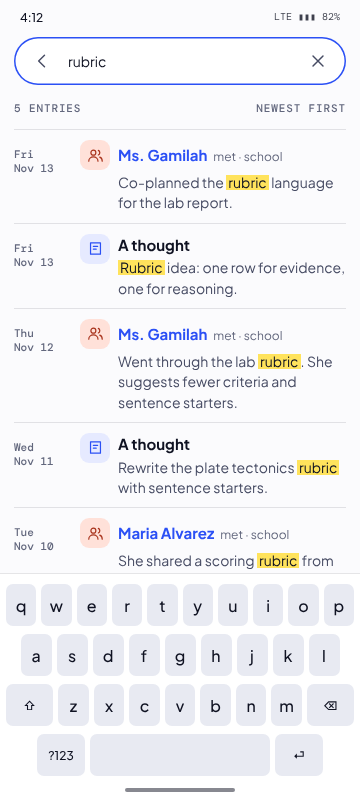 4:12 LTE 82%
rubric
5 ENTRIES NEWEST FIRST
Fri
Nov 13
Ms. Gamilah met · school
Co-planned the rubric language
for the lab report.
Fri
Nov 13
A thought
Rubric idea: one row for evidence,
one for reasoning.
Thu
Nov 12
Ms. Gamilah met · school
Went through the lab rubric. She
suggests fewer criteria and
sentence starters.
Wed
Nov 11
A thought
Rewrite the plate tectonics rubric
with sentence starters.
Tue
Nov 10
Maria Alvarez met · school
She shared a scoring rubric from
q w e r t y u i o p
a s d f g h j k l
z x c v b n m
?123